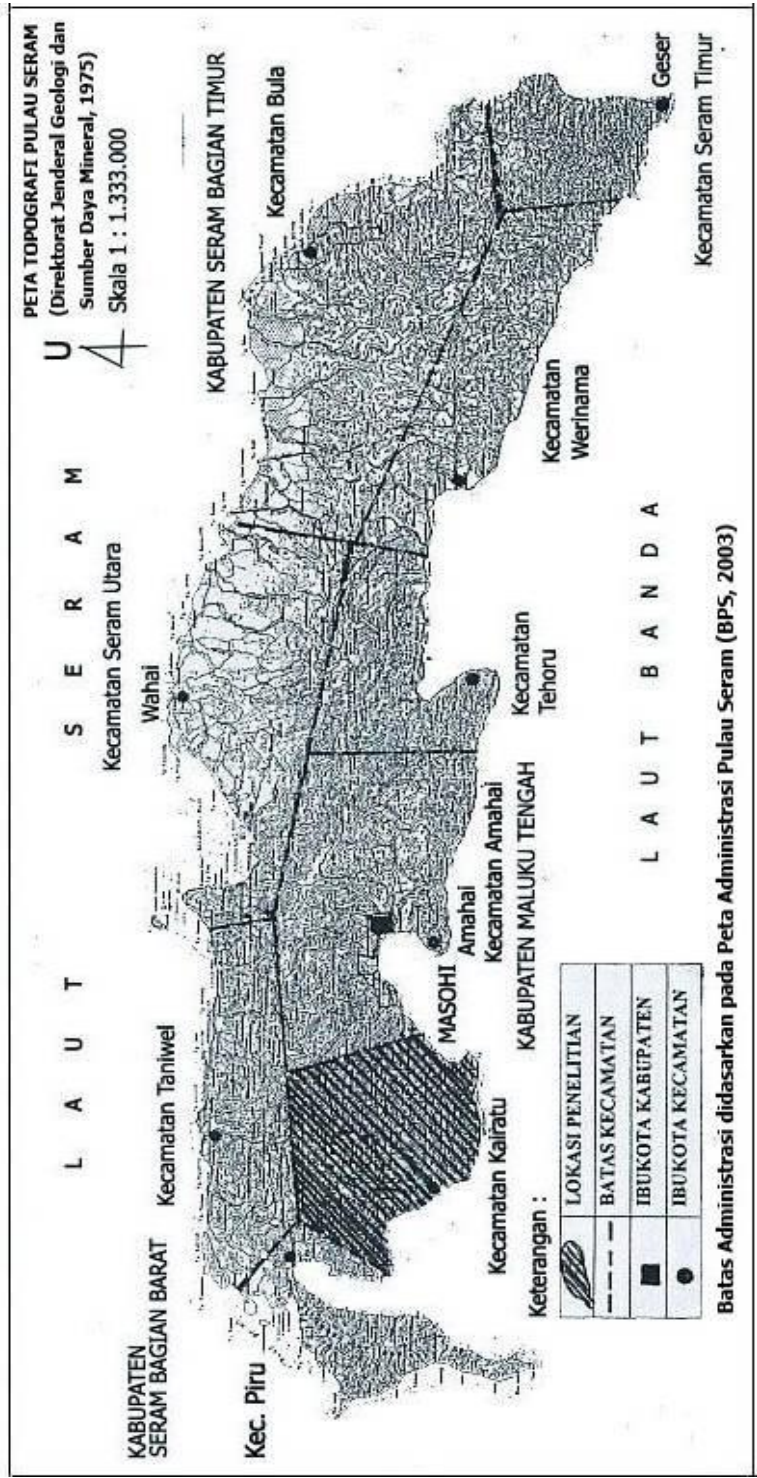 PETA TOPOGRAFI PULAU SERAM
(Direktorat Jenderal Geologi dan
Sumber Daya Mineral, 1975)
Skala 1 : 1.333.000
U
L A U T S E R A M
KABUPATEN
SERAM BAGIAN BARAT
Kec. Piru
Kecamatan Taniwel
Kecamatan Seram Utara
Wahai
KABUPATEN SERAM BAGIAN TIMUR
Kecamatan Bula
Kecamatan Kairatu
MASOHI
Amahai
Kecamatan Amahai
KABUPATEN MALUKU TENGAH
Kecamatan
Tehoru
Kecamatan
Werinama
Geser
Kecamatan Seram Timur
L A U T B A N D A
Keterangan :
LOKASI PENELITIAN
BATAS KECAMATAN
IBUKOTA KABUPATEN
IBUKOTA KECAMATAN
Batas Administrasi didasarkan pada Peta Administrasi Pulau Seram (BPS, 2003)